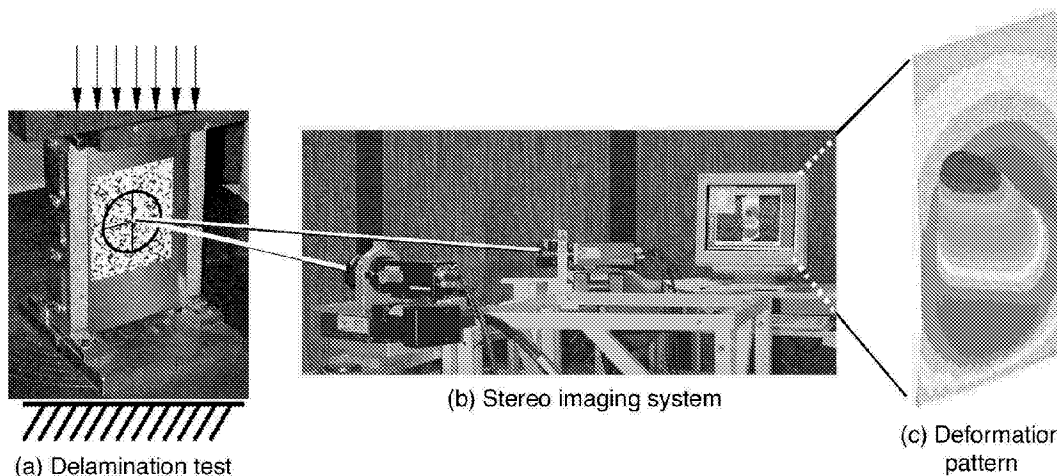 (a) Delamination test
(b) Stereo imaging system
(c) Deformation
pattern